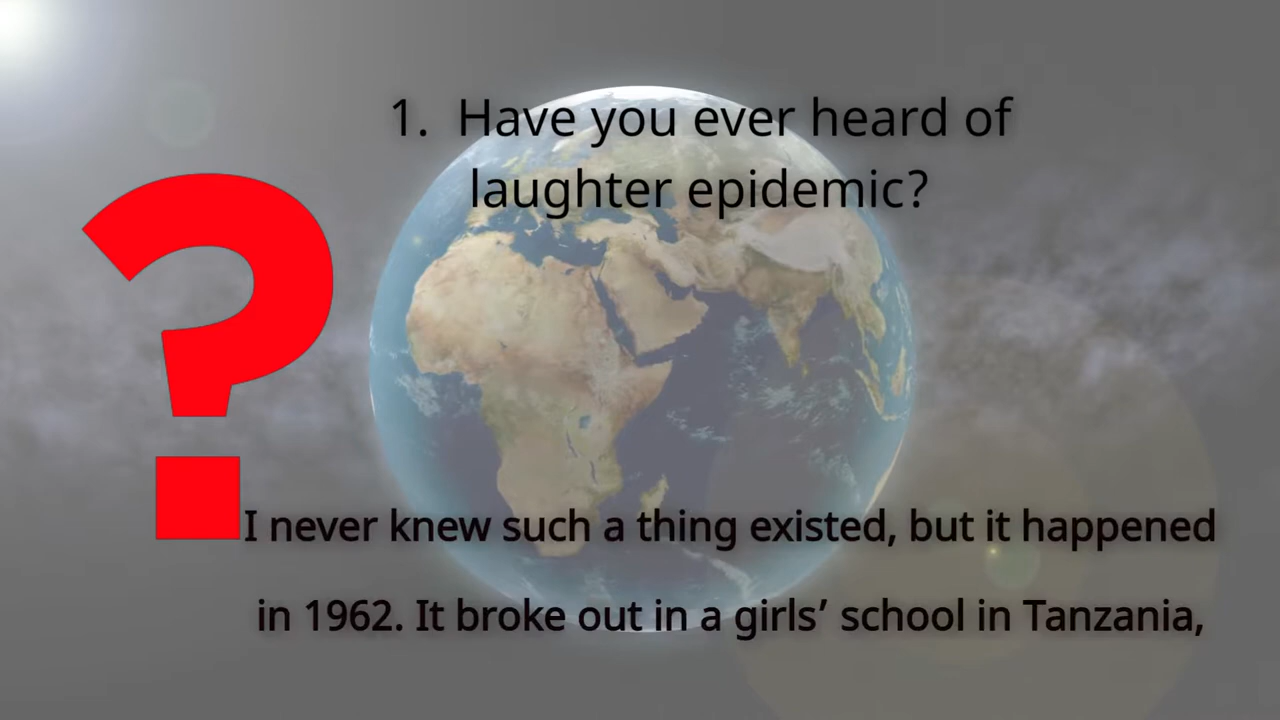 1. Have you ever heard of
laughter epidemic?
?
I never knew such a thing existed, but it happened
in 1962. It broke out in a girls’ school in Tanzania,